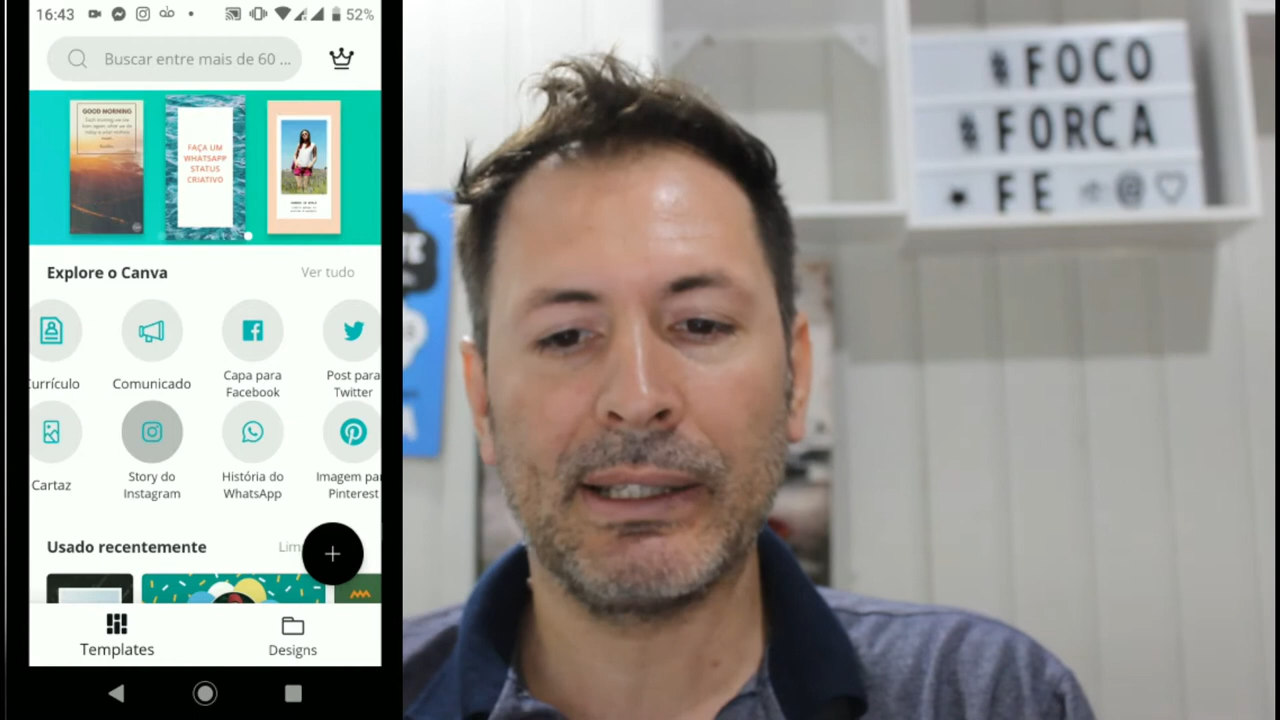 16:43
52%
Buscar entre mais de 60 ...
GOOD MORNING
FAÇA UM
WHATSAPP
STATUS
CRIATIVO
Explore o Canva
Ver tudo
Currículo
Comunicado
Capa para
Facebook
Post para
Twitter
Cartaz
Story do
Instagram
História do
WhatsApp
Imagem par
Pinterest
Usado recentemente
Lim
Templates
Designs
#FOCO
#FORCA
FE @